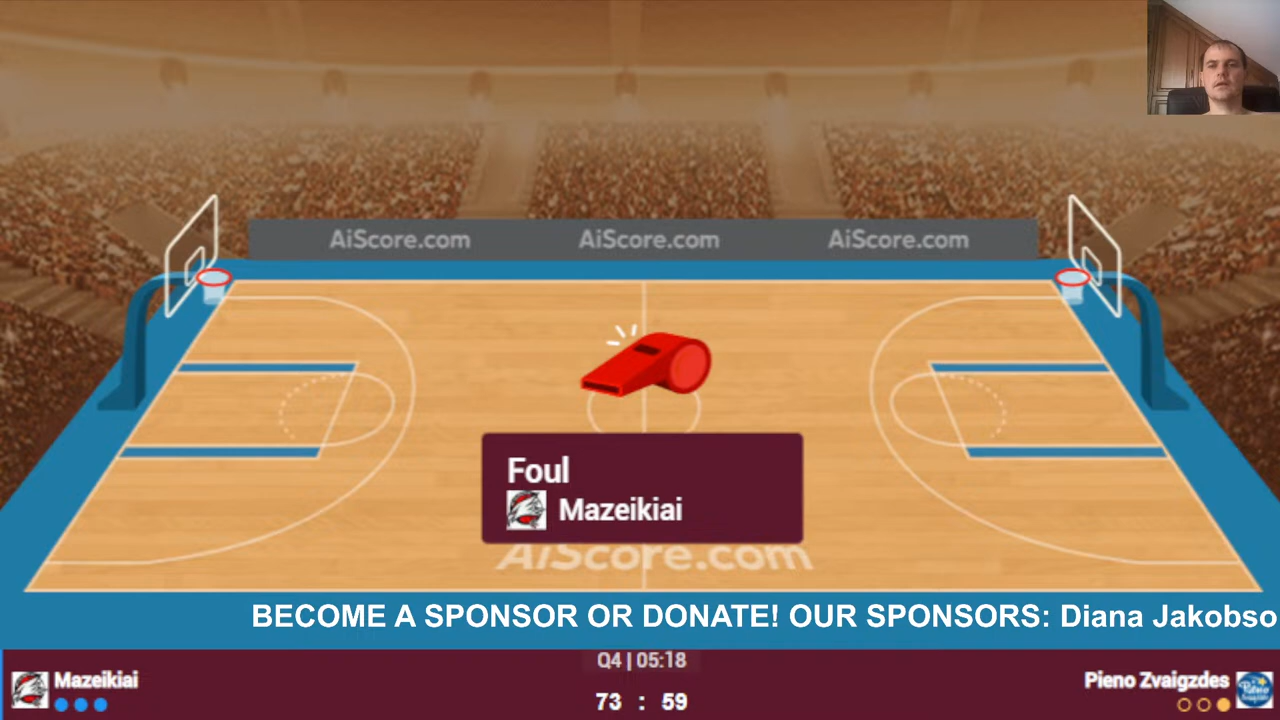 AiScore.com AiScore.com AiScore.com
Foul
Mazeikiai
AiScore.com
BECOME A SPONSOR OR DONATE! OUR SPONSORS: Diana Jakobso
Q4 | 05:18
Mazeikiai
73 : 59
Pieno Zvaigzdes